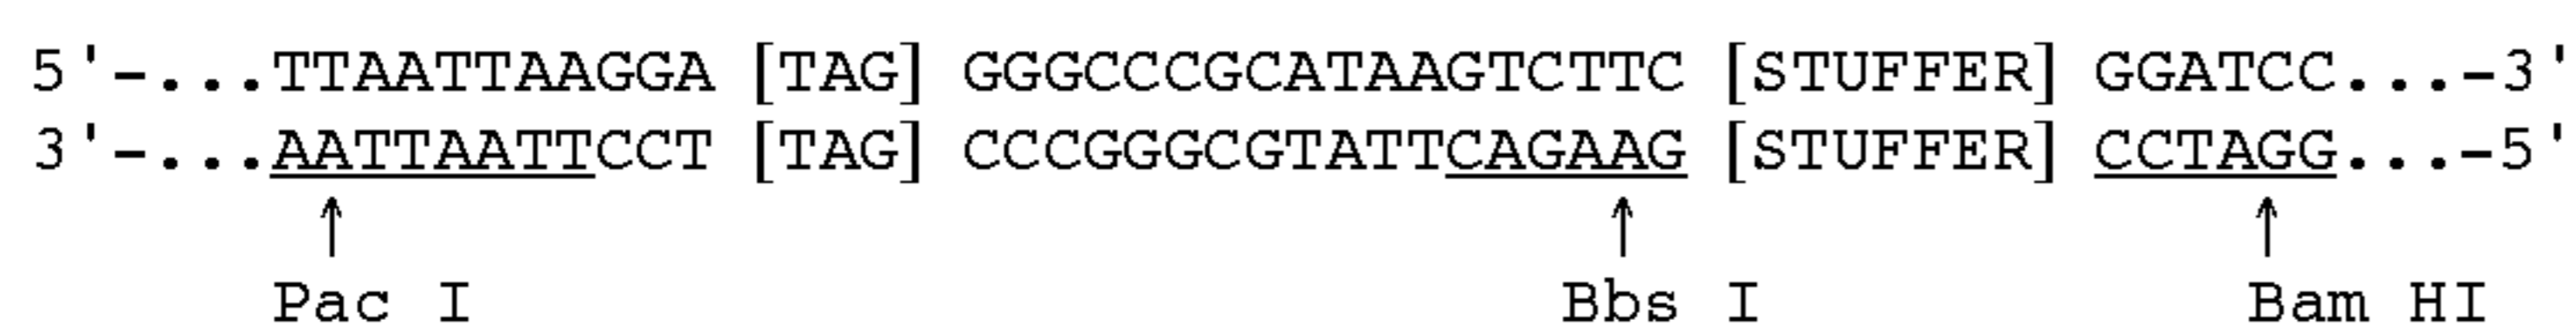 5'-...TTAATTAAGGA [TAG] GGGCCCGCATAAGTCTTC [STUFFER] GGATCC...-3'
3'-...AATTAATTCCT [TAG] CCCGGGCGTATTCAGAAG [STUFFER] CCTAGG...-5'
Pac I Bbs I Bam HI